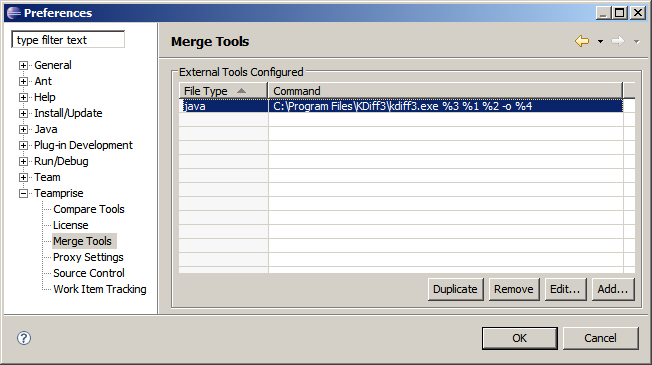 Preferences
type filter text
General
Ant
Help
Install/Update
Java
Plug-in Development
Run/Debug
Team
Teamprise
Compare Tools
License
Merge Tools
Proxy Settings
Source Control
Work Item Tracking
Merge Tools
External Tools Configured
File Type Command
java C:\Program Files\KDiff3\kdiff3.exe %3 %1 %2 -o %4
Duplicate Remove Edit... Add...
? OK Cancel